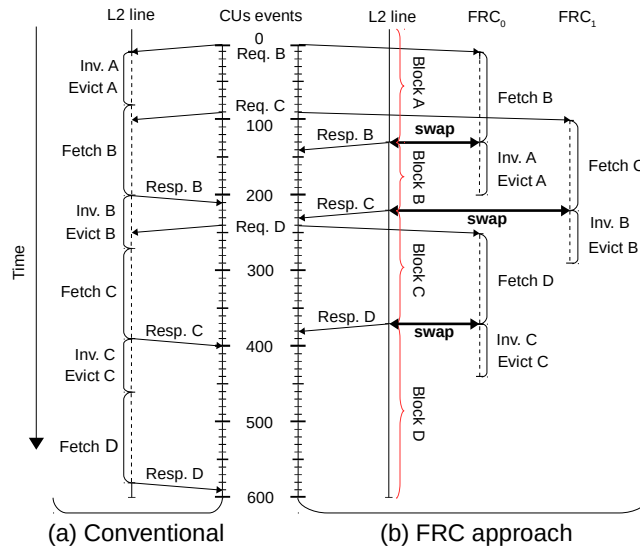 L2 line
CUs events
L2 line
FRC0
FRC1
0
Req. B
Inv. A
Evict A
Block A
Fetch B
Req. C
100
Resp. B
swap
Fetch B
Inv. A
Evict A
Fetch C
Resp. B
Block B
200
Resp. C
swap
Inv. B
Evict B
Req. D
Inv. B
Evict B
Time
300
Fetch C
Block C
Fetch D
Resp. C
Resp. D
swap
400
Inv. C
Evict C
Inv. C
Evict C
Block D
Fetch D
500
Resp. D
600
(a) Conventional
(b) FRC approach